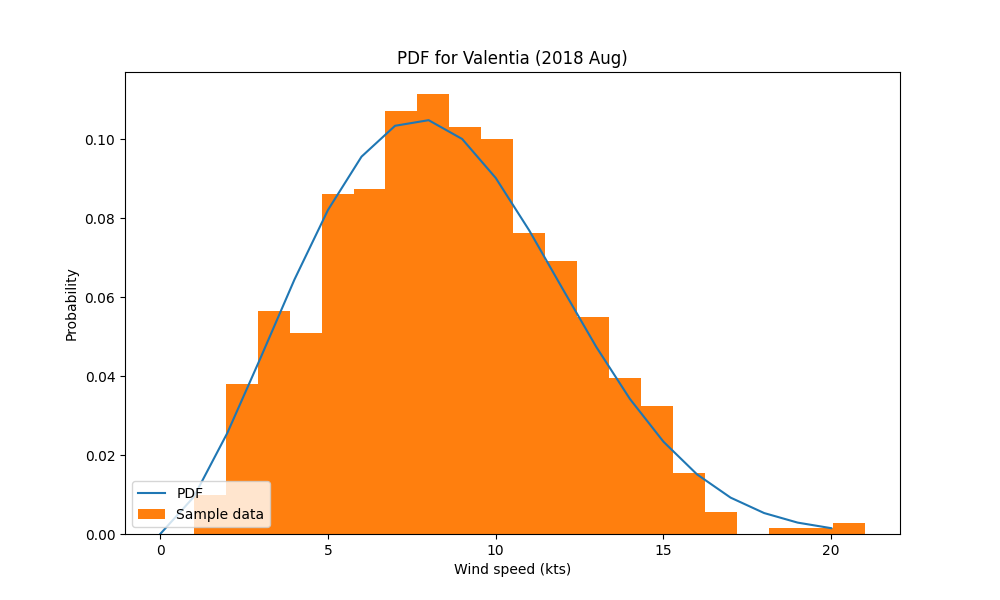 PDF for Valentia (2018 Aug)
Probability
0.10
0.08
0.06
0.04
0.02
0.00
PDF
Sample data
0 5 10 15 20
Wind speed (kts)